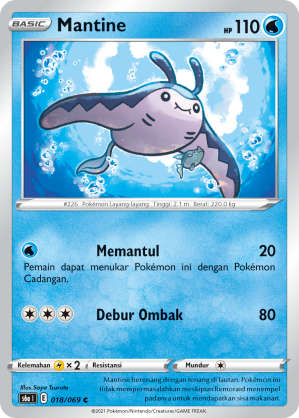 BASIC Mantine HP 110
#226 Pokémon Layang-layang Tinggi: 2.1 m Berat: 220.0 kg
Memantul 20
Pemain dapat menukar Pokémon ini dengan Pokémon
Cadangan.
Debur Ombak 80
Kelemahan ×2 Resistansi Mundur
Illus. Saya Tsuruta
s6a I E 018/069 C
Mantine berenang dengan tenang di lautan. Pokémon ini
tidak mempermasalahkan meskipun Remoraid mengerumuninya
untuk mendapatkan sisa makanan.
©2021 Pokémon/Nintendo/Creatures/GAME FREAK